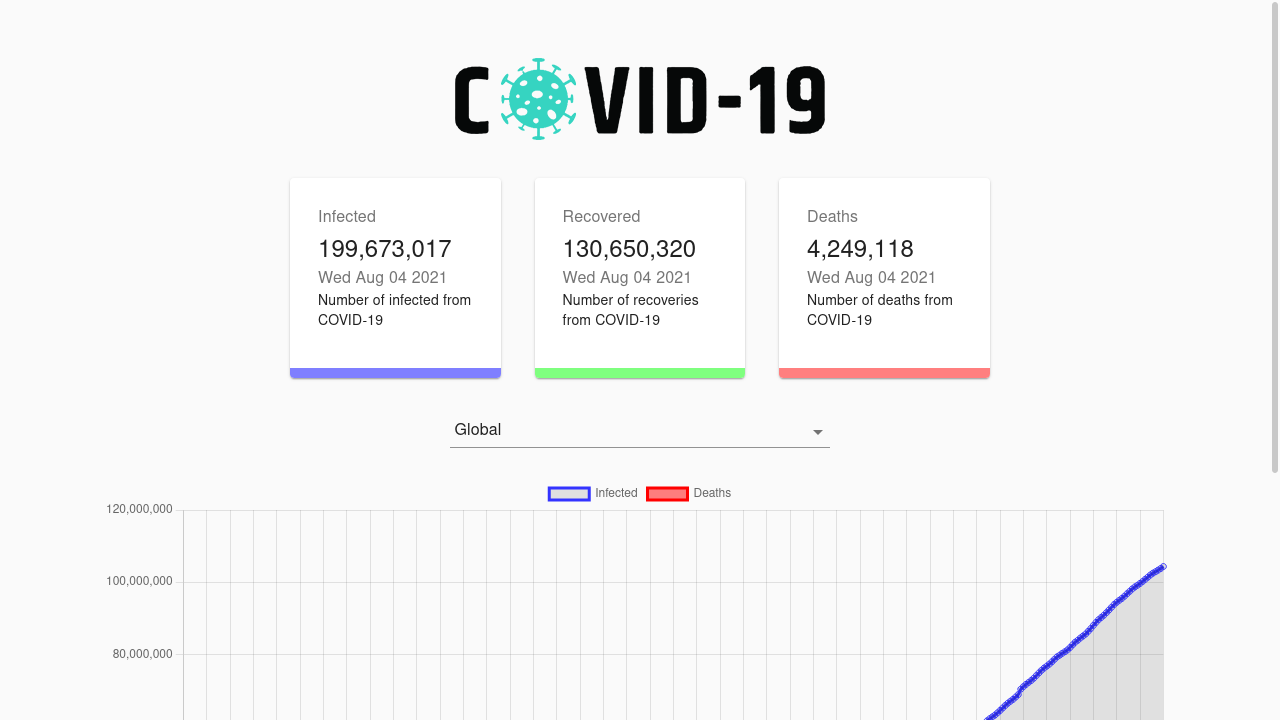 COVID-19
Infected
199,673,017
Wed Aug 04 2021
Number of infected from
COVID-19
Recovered
130,650,320
Wed Aug 04 2021
Number of recoveries
from COVID-19
Deaths
4,249,118
Wed Aug 04 2021
Number of deaths from
COVID-19
Global
Infected Deaths
120,000,000
100,000,000
80,000,000